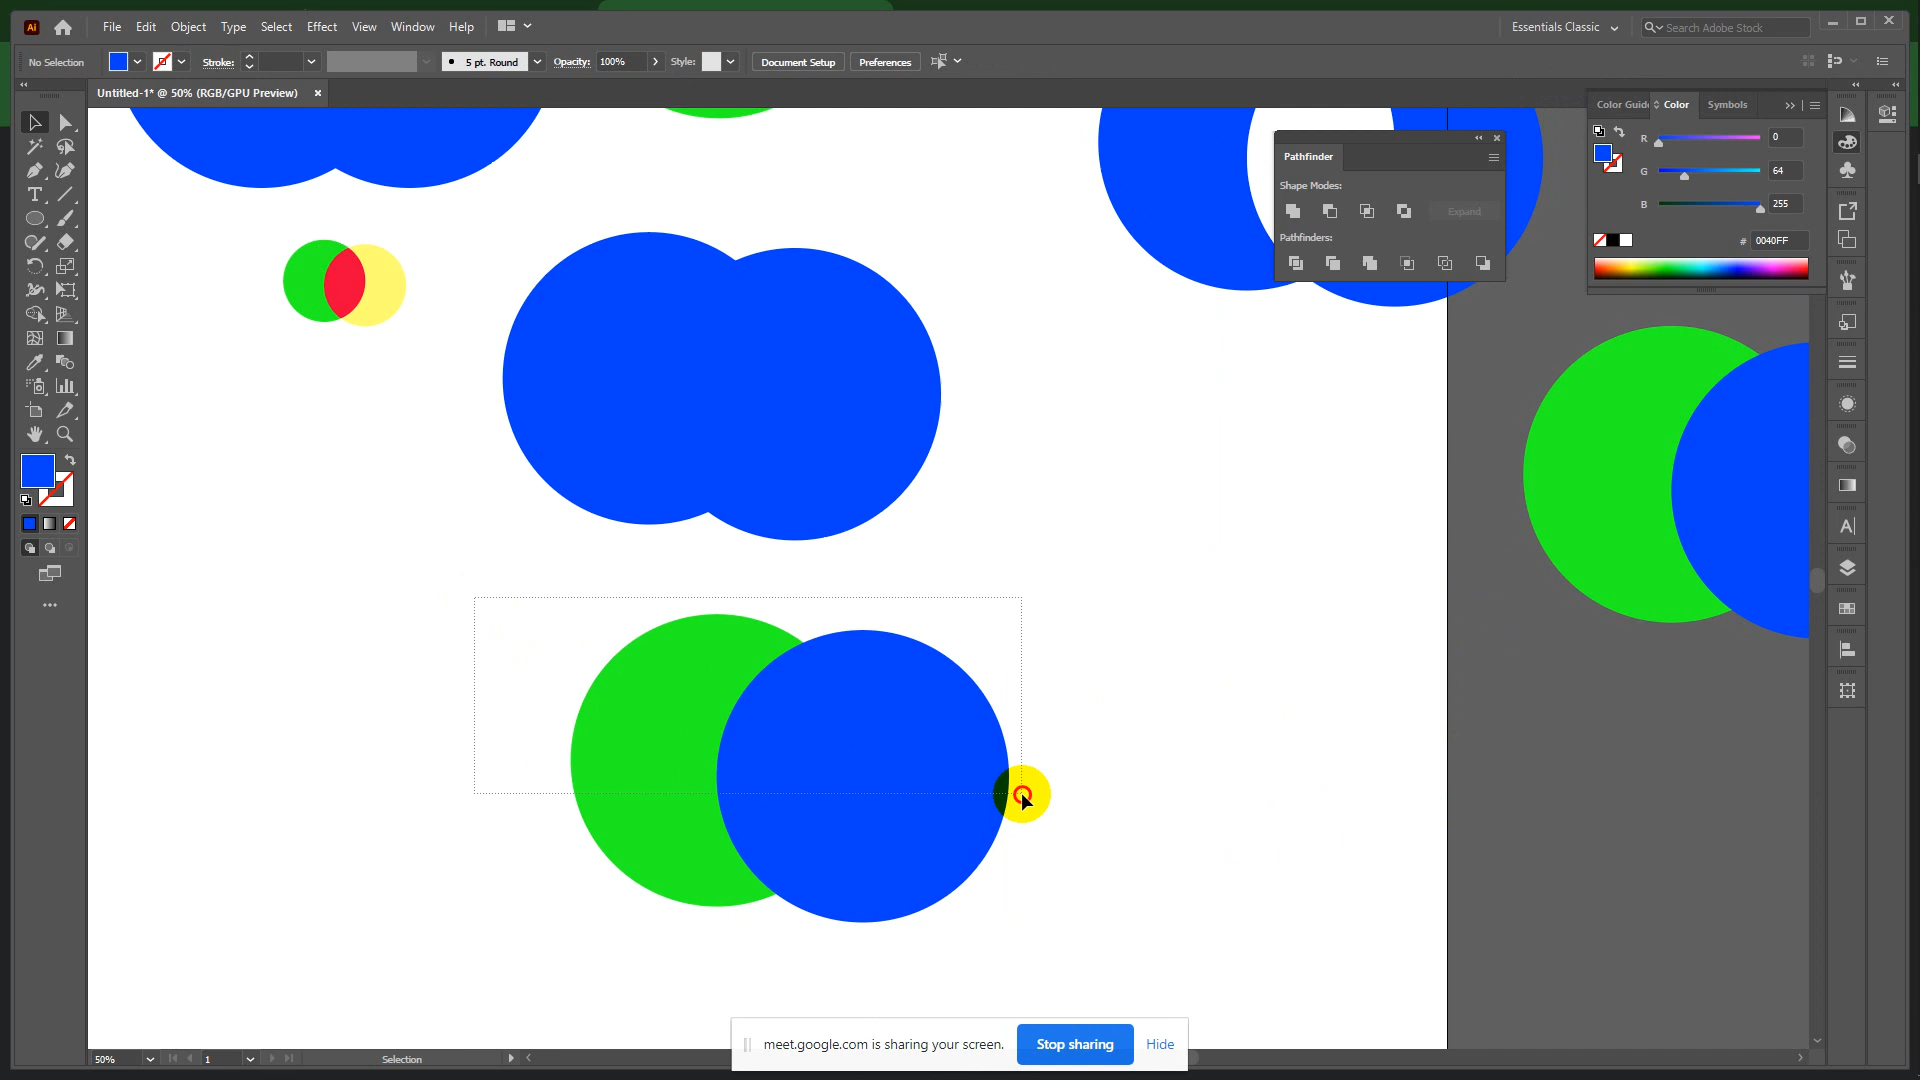 Ai File Edit Object Type Select Effect View Window Help Essentials Classic Search Adobe Stock
No Selection Stroke: 5 pt. Round Opacity: 100% Style: Document Setup Preferences
Untitled-1* @ 50% (RGB/GPU Preview) ×
Color Guide Color Symbols
R 0
G 64
B 255
# 0040FF
Pathfinder
Shape Modes:
Expand
Pathfinders:
meet.google.com is sharing your screen. Stop sharing Hide
50% 1 Selection